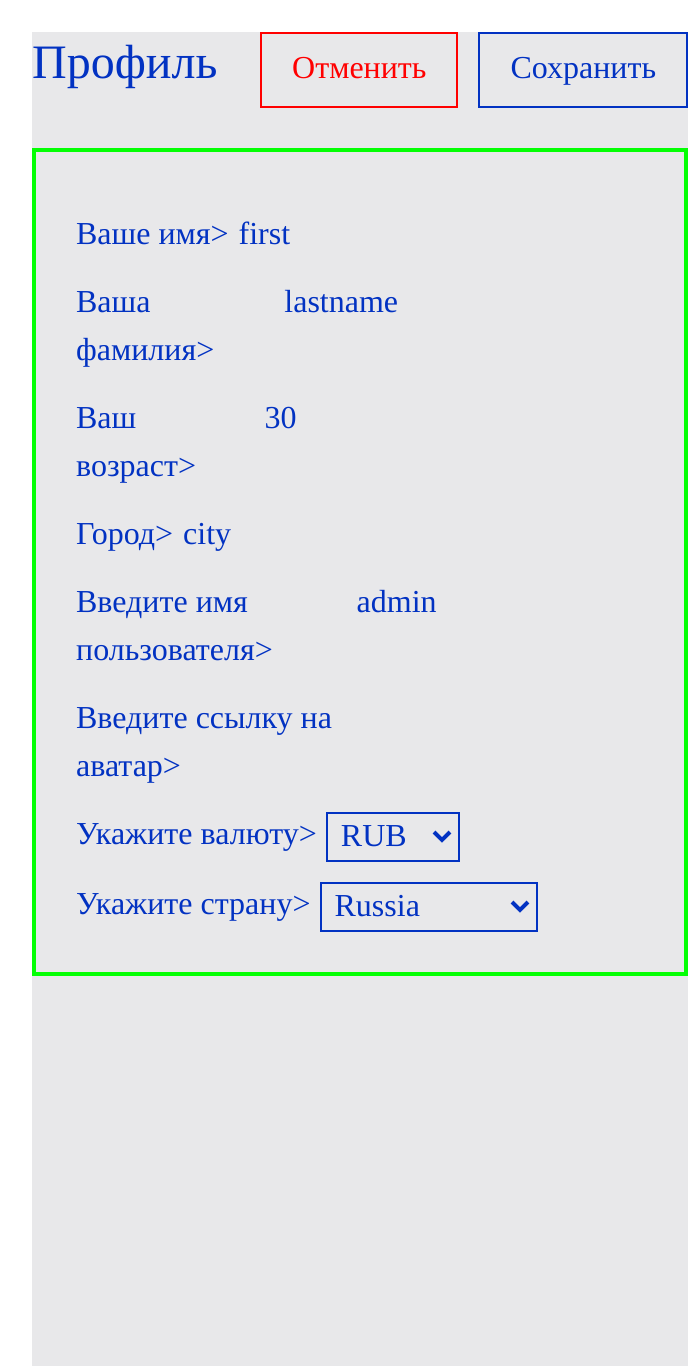 Профиль Отменить Сохранить
Ваше имя> first
Ваша lastname
фамилия>
Ваш 30
возраст>
Город> city
Введите имя admin
пользователя>
Введите ссылку на
аватар>
Укажите валюту> RUB
Укажите страну> Russia